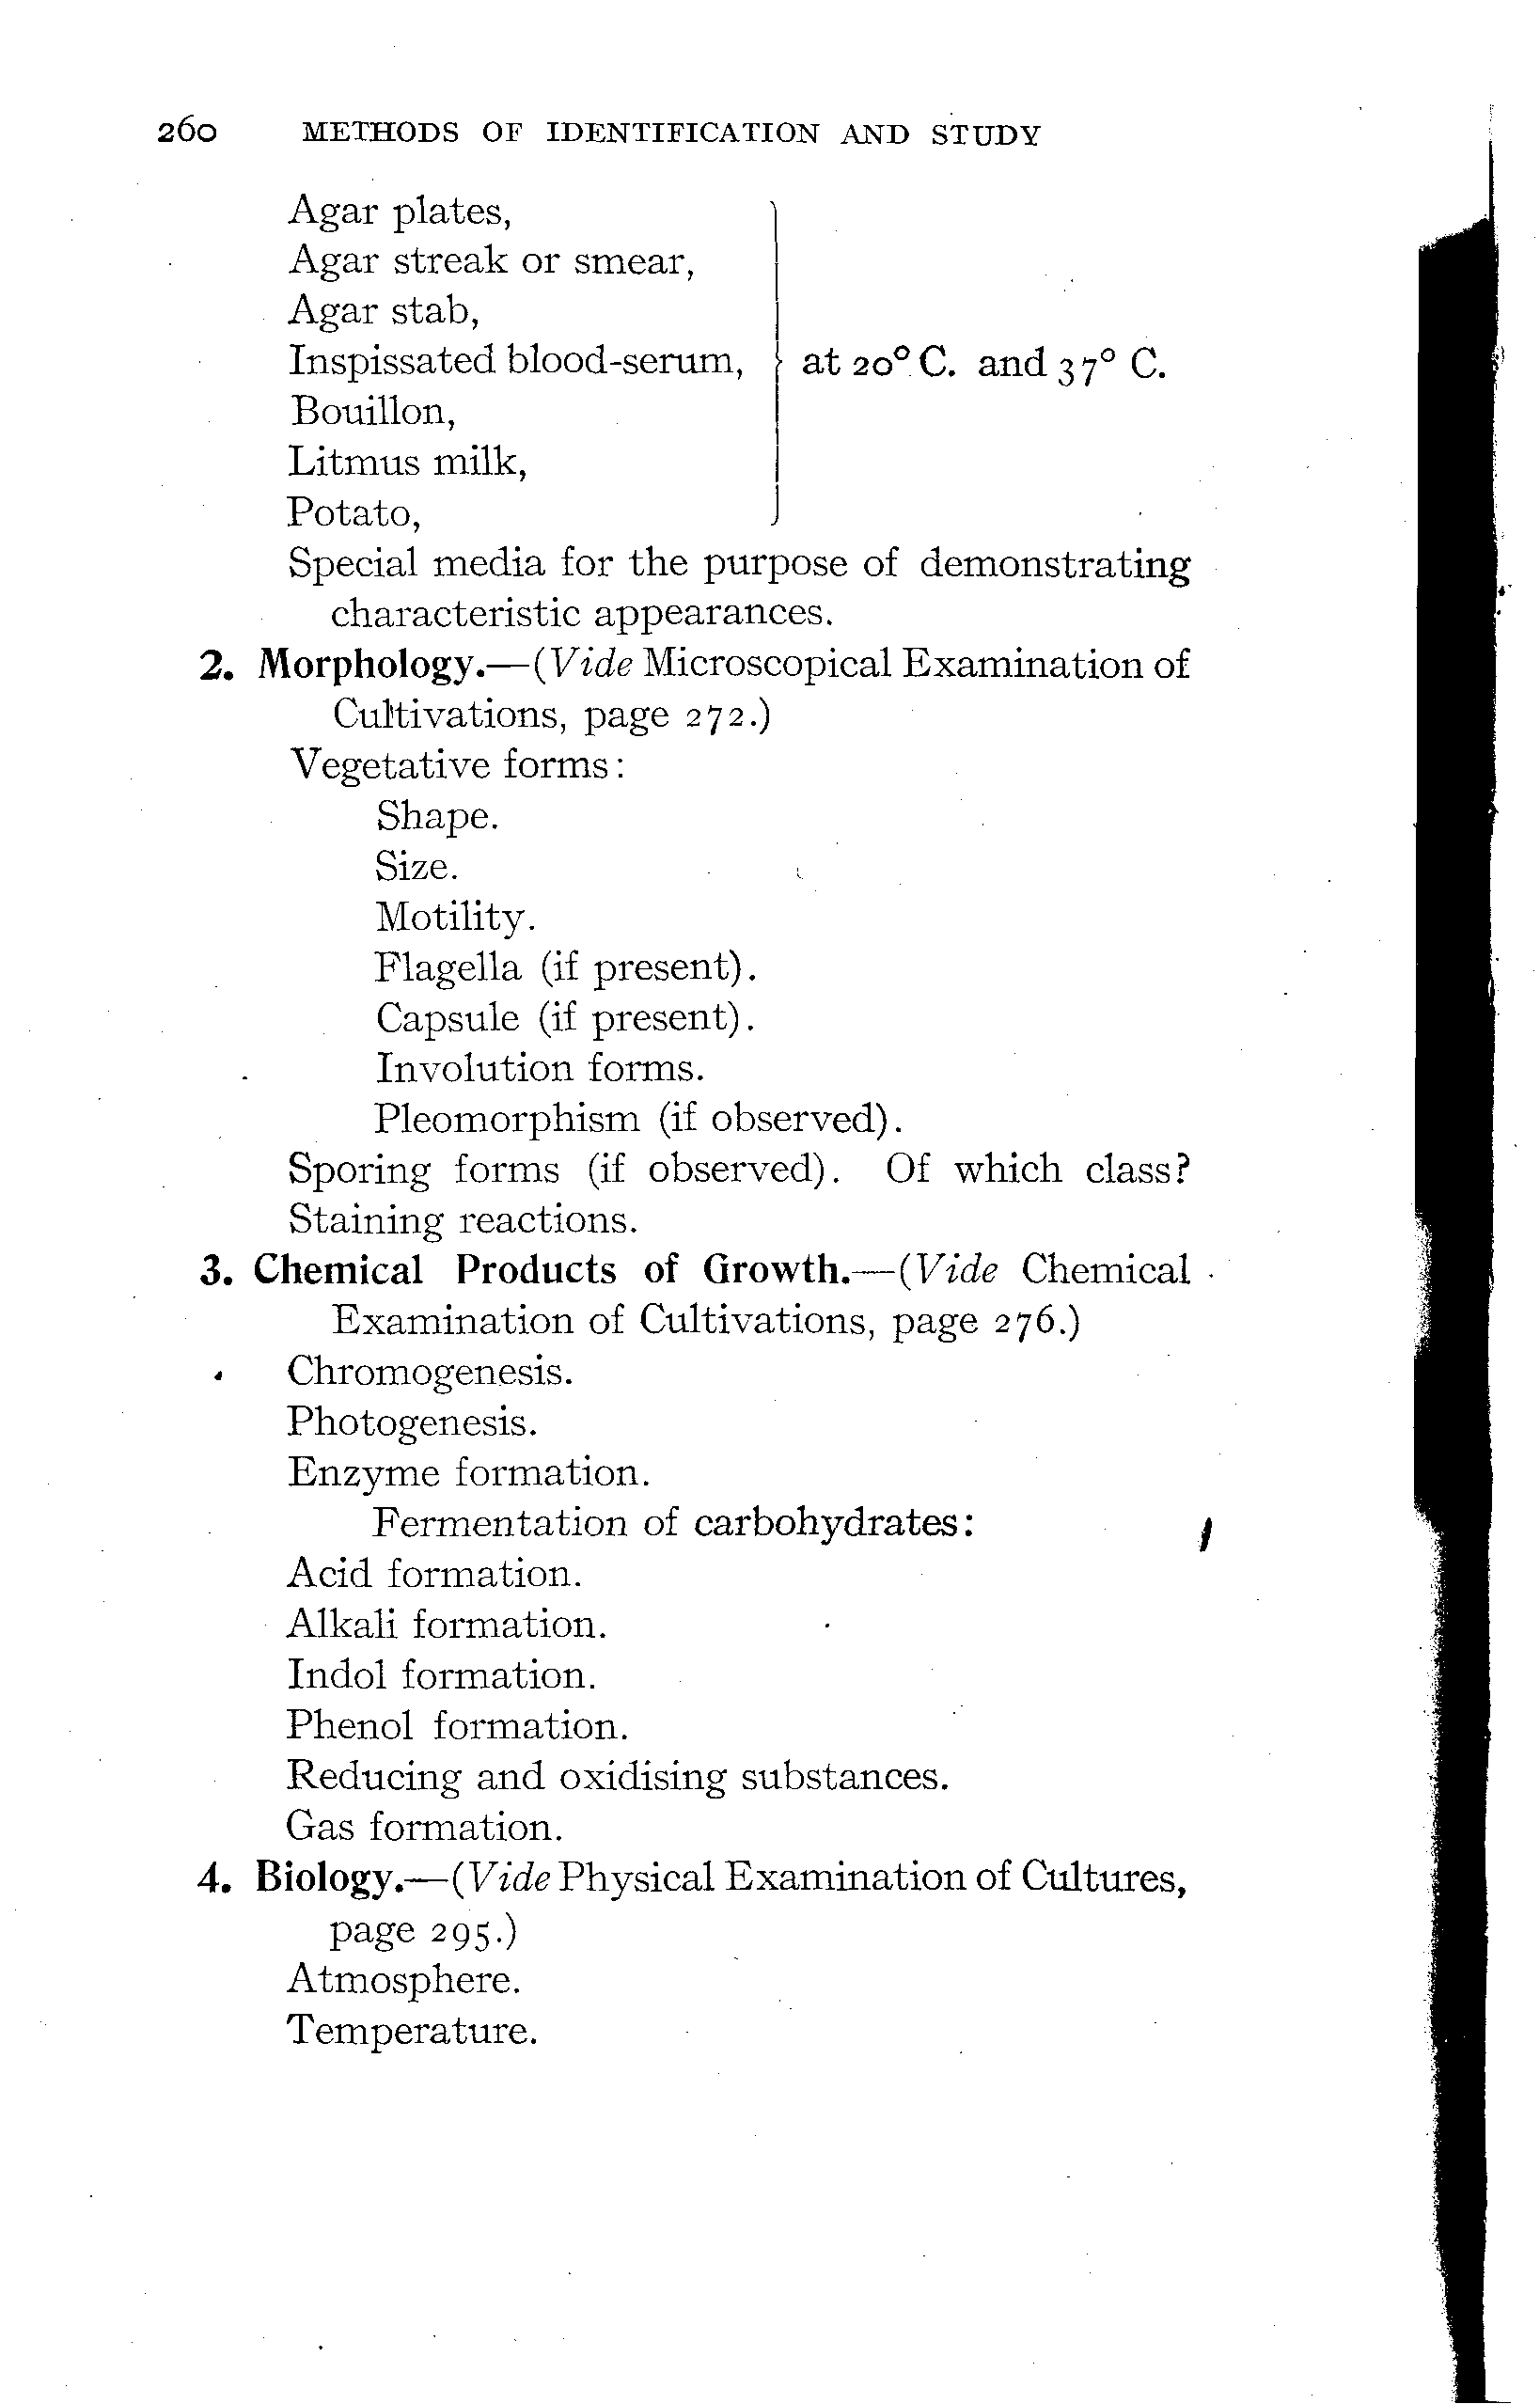 260 METHODS OF IDENTIFICATION AND STUDY
Agar plates,
Agar streak or smear,
Agar stab,
Inspissated blood-serum, } at 20° C. and 37° C.
Bouillon,
Litmus milk,
Potato,
Special media for the purpose of demonstrating
characteristic appearances.
2. Morphology.—(Vide Microscopical Examination of
Cultivations, page 272.)
Vegetative forms:
Shape.
Size.
Motility.
Flagella (if present).
Capsule (if present).
Involution forms.
Pleomorphism (if observed).
Sporing forms (if observed). Of which class?
Staining reactions.
3. Chemical Products of Growth.—(Vide Chemical
Examination of Cultivations, page 276.)
Chromogenesis.
Photogenesis.
Enzyme formation.
Fermentation of carbohydrates:
Acid formation.
Alkali formation.
Indol formation.
Phenol formation.
Reducing and oxidising substances.
Gas formation.
4. Biology.—(Vide Physical Examination of Cultures,
page 295.)
Atmosphere.
Temperature.